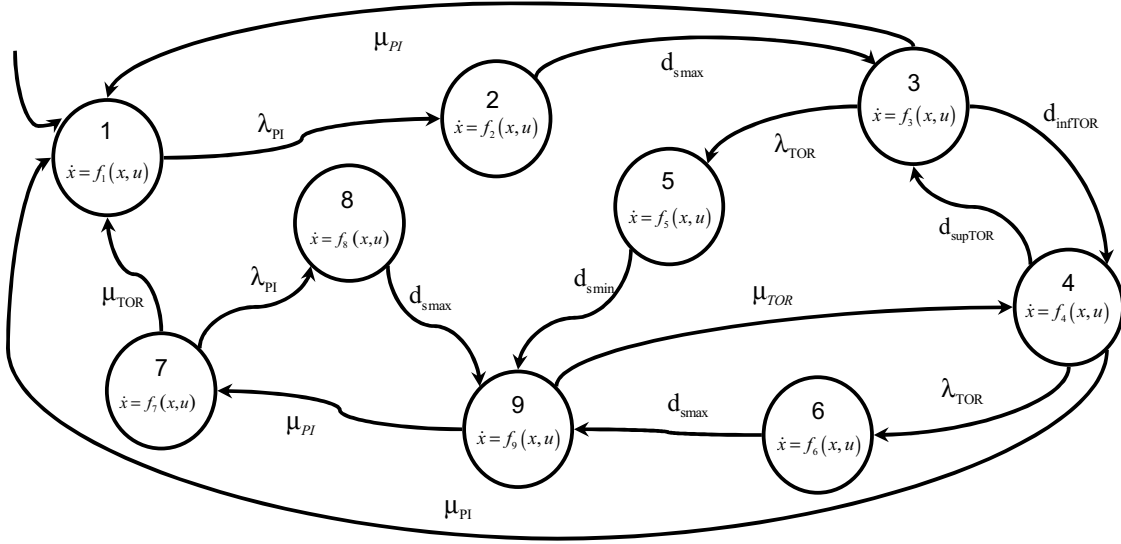 μ_PI
d_smax
3
ẋ = f_3(x,u)
2
ẋ = f_2(x,u)
d_infTOR
1
ẋ = f_1(x,u)
λ_PI
λ_TOR
5
ẋ = f_5(x,u)
8
ẋ = f_8(x,u)
d_supTOR
λ_PI
d_smax
d_smin
μ_TOR
μ_TOR
4
ẋ = f_4(x,u)
7
ẋ = f_7(x,u)
μ_PI
9
ẋ = f_9(x,u)
d_smax
6
ẋ = f_6(x,u)
λ_TOR
μ_PI